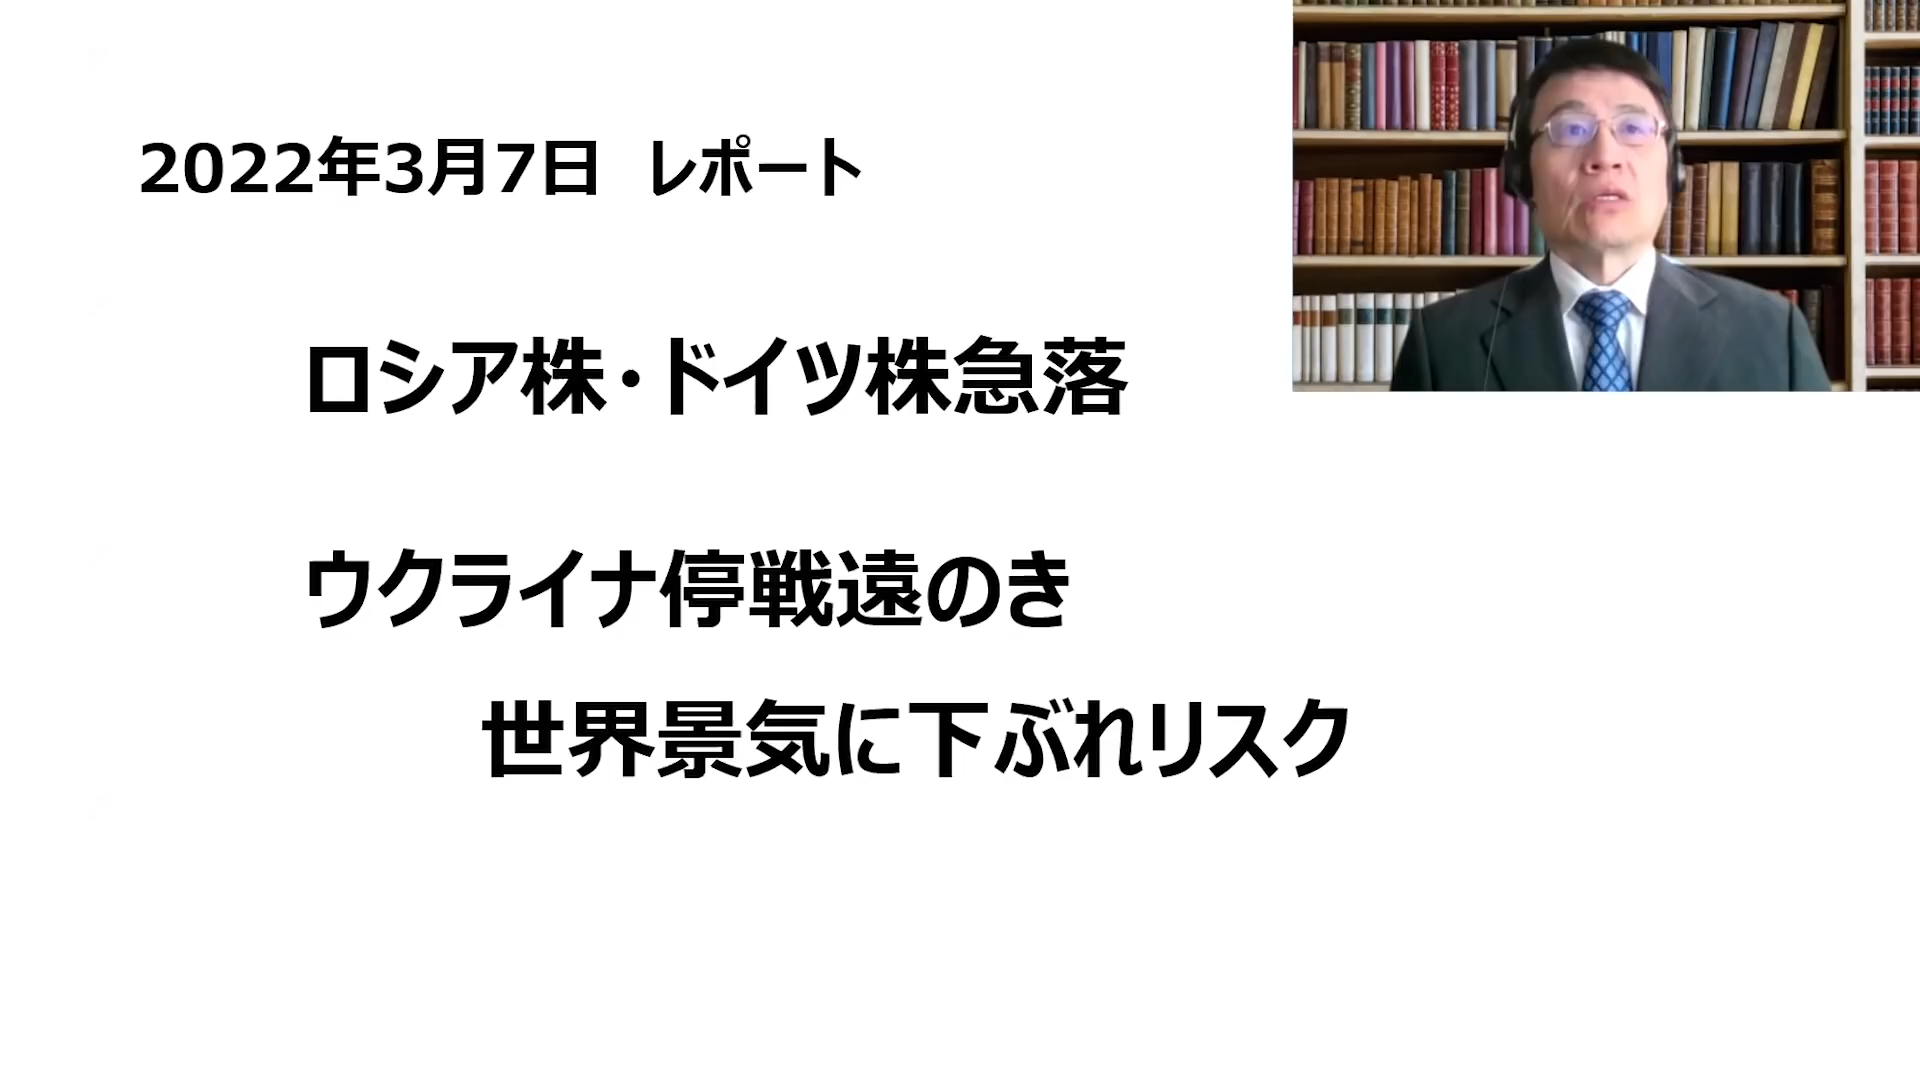 2022年3月7日 レポート
ロシア株・ドイツ株急落
ウクライナ停戦遠のき
世界景気に下ぶれリスク